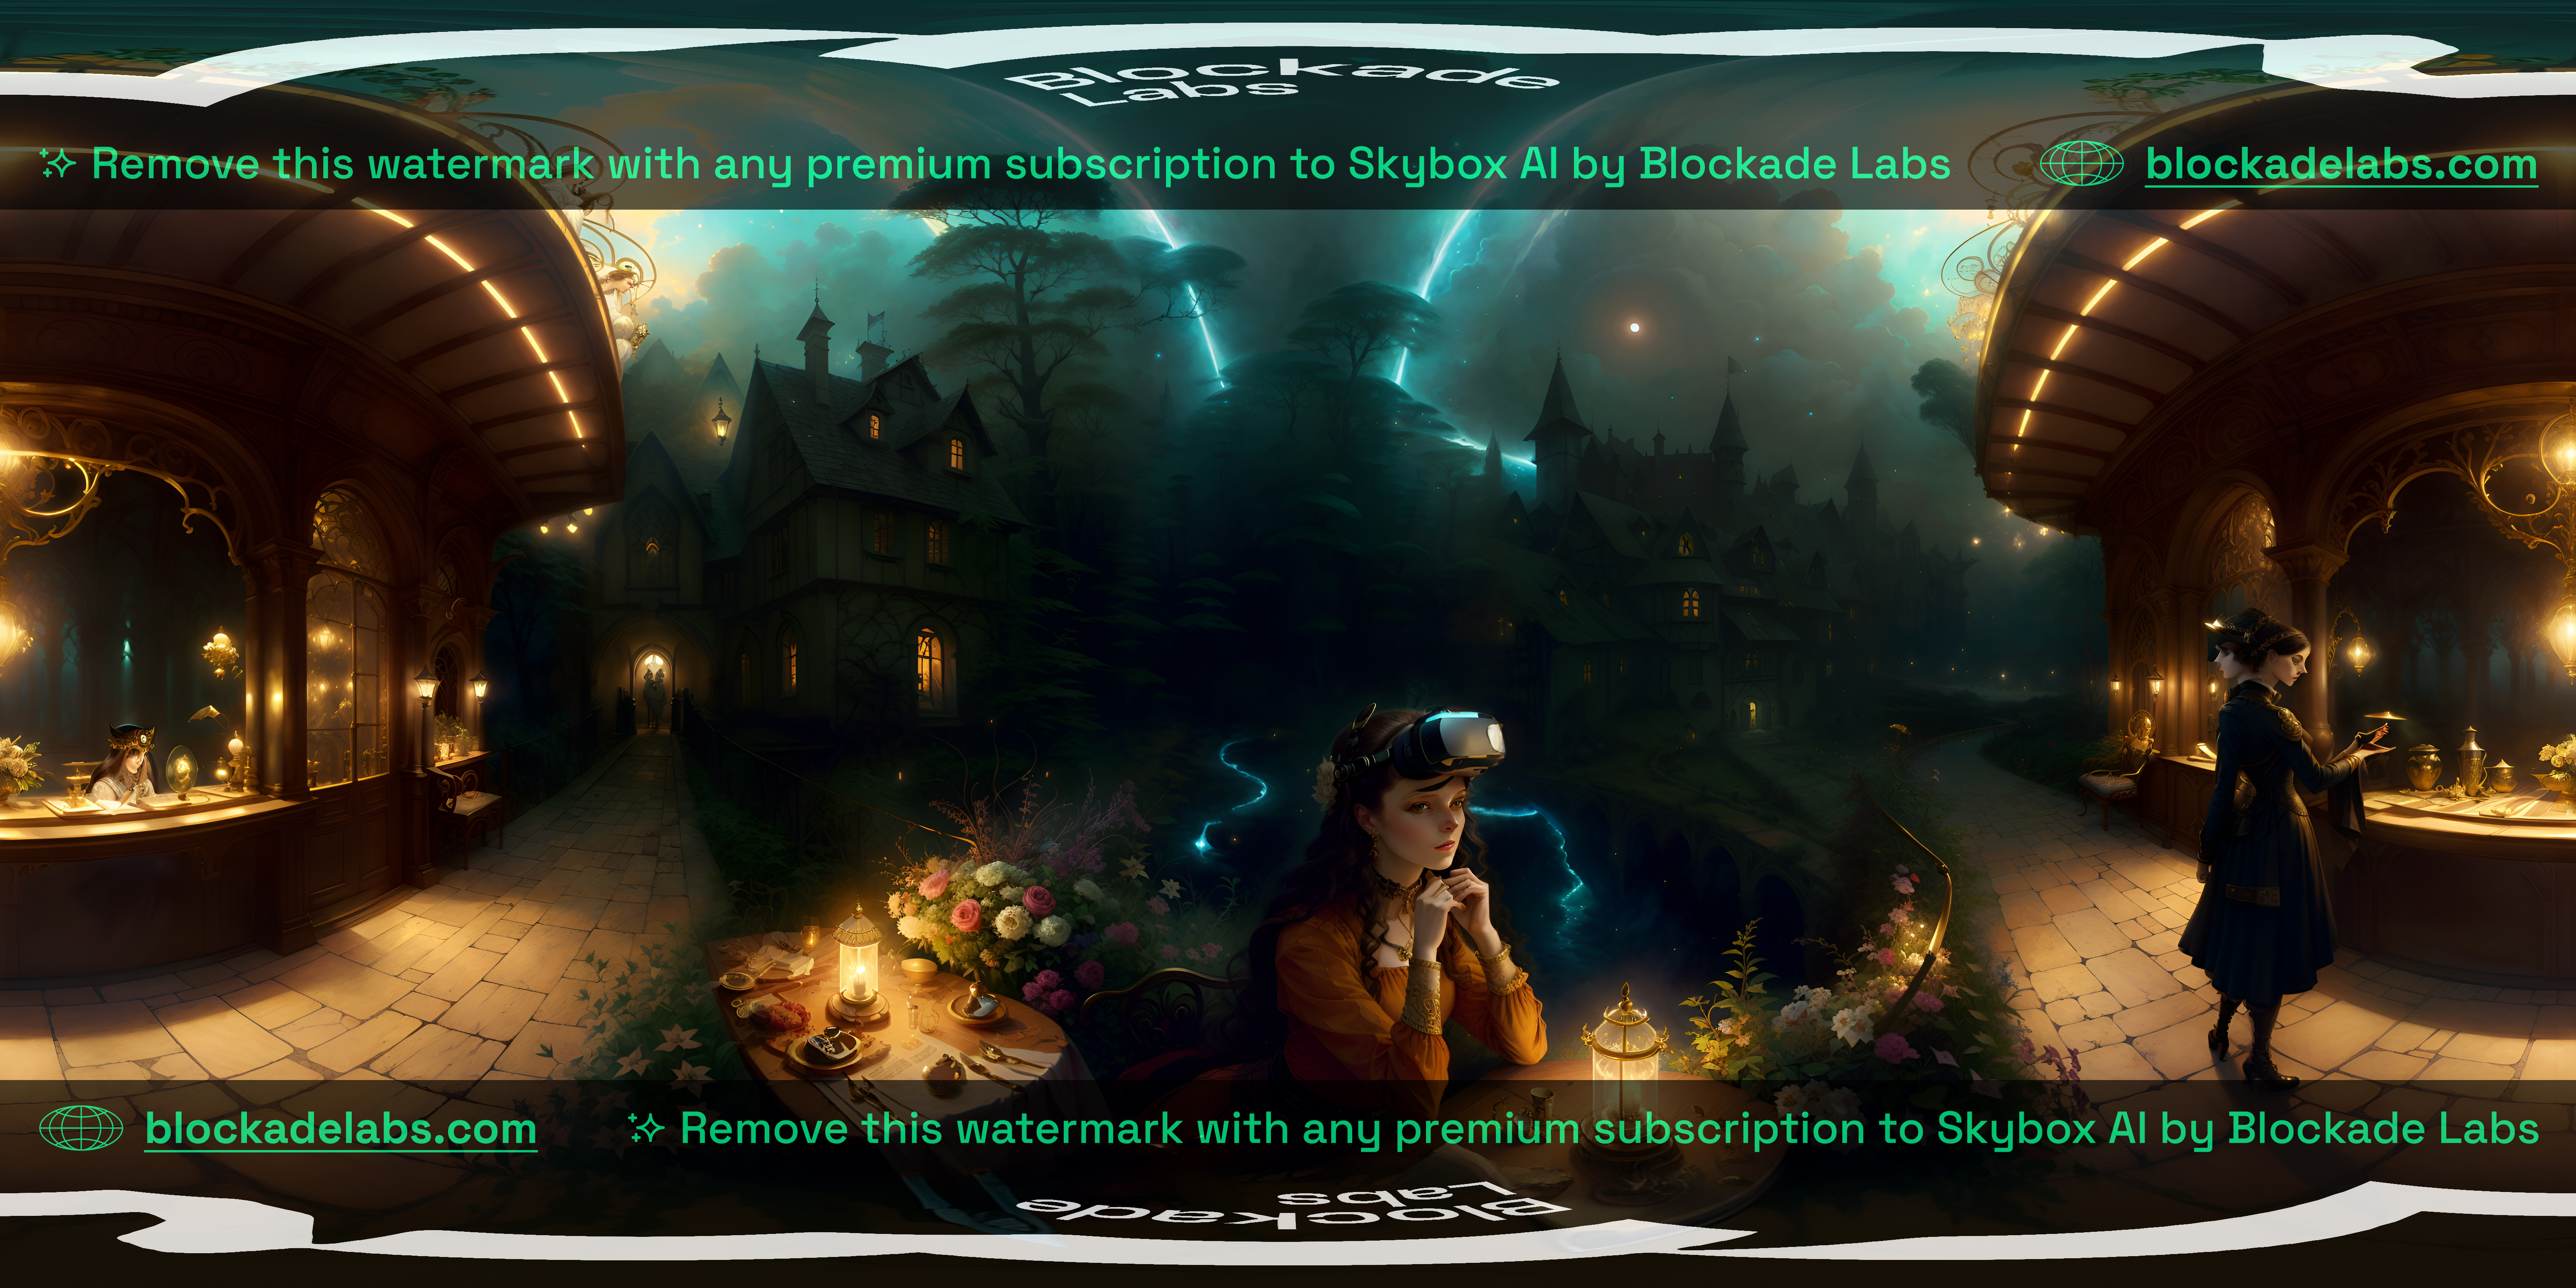 Blockade
Labs
Remove this watermark with any premium subscription to Skybox AI by Blockade Labs
blockadelabs.com
blockadelabs.com
Remove this watermark with any premium subscription to Skybox AI by Blockade Labs
Blockade
Labs